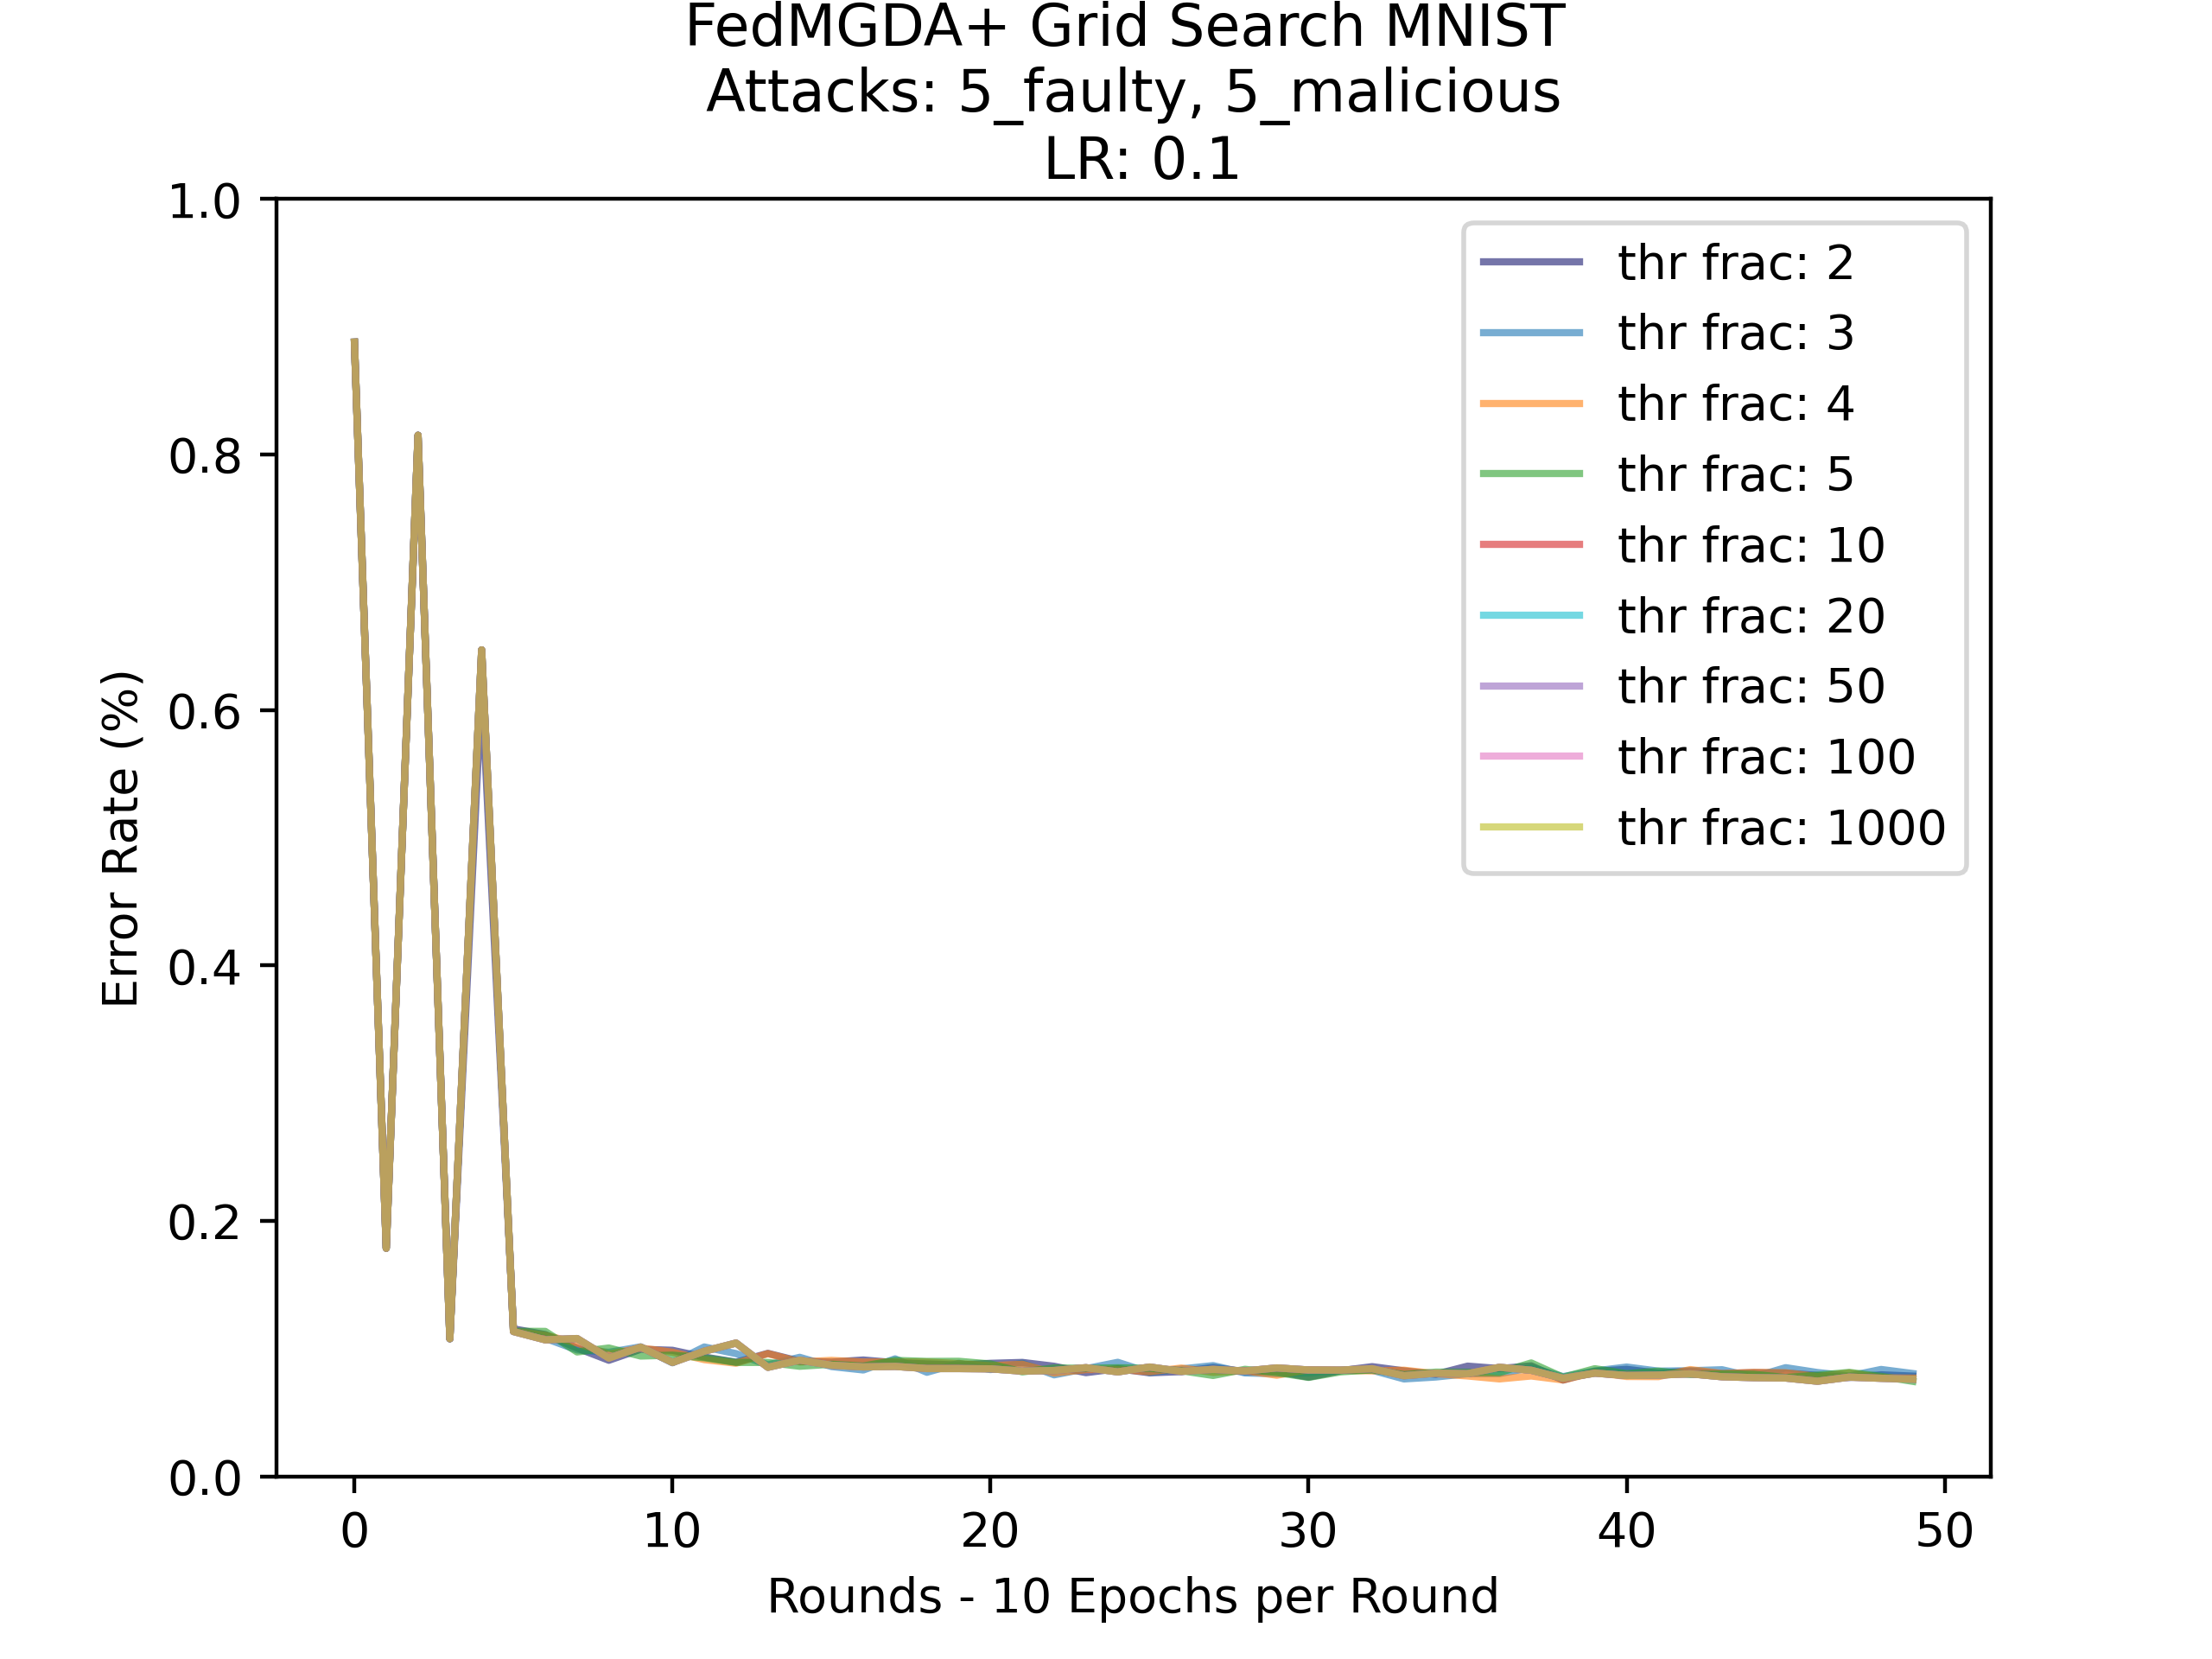 FedMGDA+ Grid Search MNIST
Attacks: 5_faulty, 5_malicious
LR: 0.1
1.0
0.8
0.6
0.4
0.2
0.0
Error Rate (%)
thr frac: 2
thr frac: 3
thr frac: 4
thr frac: 5
thr frac: 10
thr frac: 20
thr frac: 50
thr frac: 100
thr frac: 1000
0 10 20 30 40 50
Rounds - 10 Epochs per Round